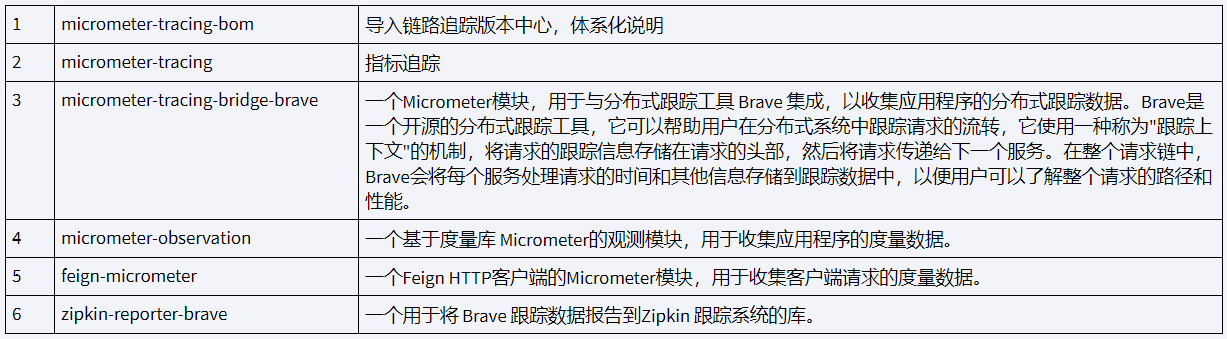 1 micrometer-tracing-bom 导入链路追踪版本中心，体系化说明
2 micrometer-tracing 指标追踪
3 micrometer-tracing-bridge-brave 一个Micrometer模块，用于与分布式跟踪工具 Brave 集成，以收集应用程序的分布式跟踪数据。Brave是
一个开源的分布式跟踪工具，它可以帮助用户在分布式系统中跟踪请求的流转，它使用一种称为"跟踪上
下文"的机制，将请求的跟踪信息存储在请求的头部，然后将请求传递给下一个服务。在整个请求链中，
Brave会将每个服务处理请求的时间和其他信息存储到跟踪数据中，以便用户可以了解整个请求的路径和
性能。
4 micrometer-observation 一个基于度量库 Micrometer的观测模块，用于收集应用程序的度量数据。
5 feign-micrometer 一个Feign HTTP客户端的Micrometer模块，用于收集客户端请求的度量数据。
6 zipkin-reporter-brave 一个用于将 Brave 跟踪数据报告到Zipkin 跟踪系统的库。